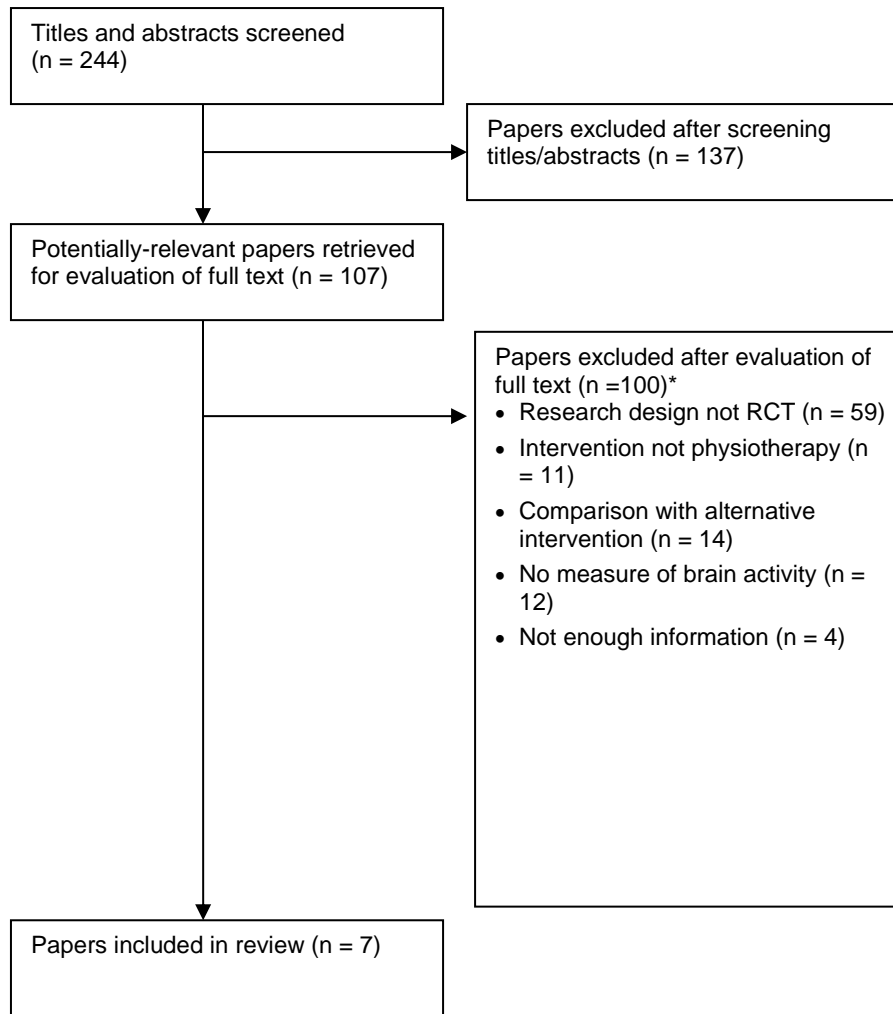 Titles and abstracts screened
(n = 244)
Papers excluded after screening
titles/abstracts (n = 137)
Potentially-relevant papers retrieved
for evaluation of full text (n = 107)
Papers excluded after evaluation of
full text (n =100)*
• Research design not RCT (n = 59)
• Intervention not physiotherapy (n
= 11)
• Comparison with alternative
intervention (n = 14)
• No measure of brain activity (n =
12)
• Not enough information (n = 4)
Papers included in review (n = 7)